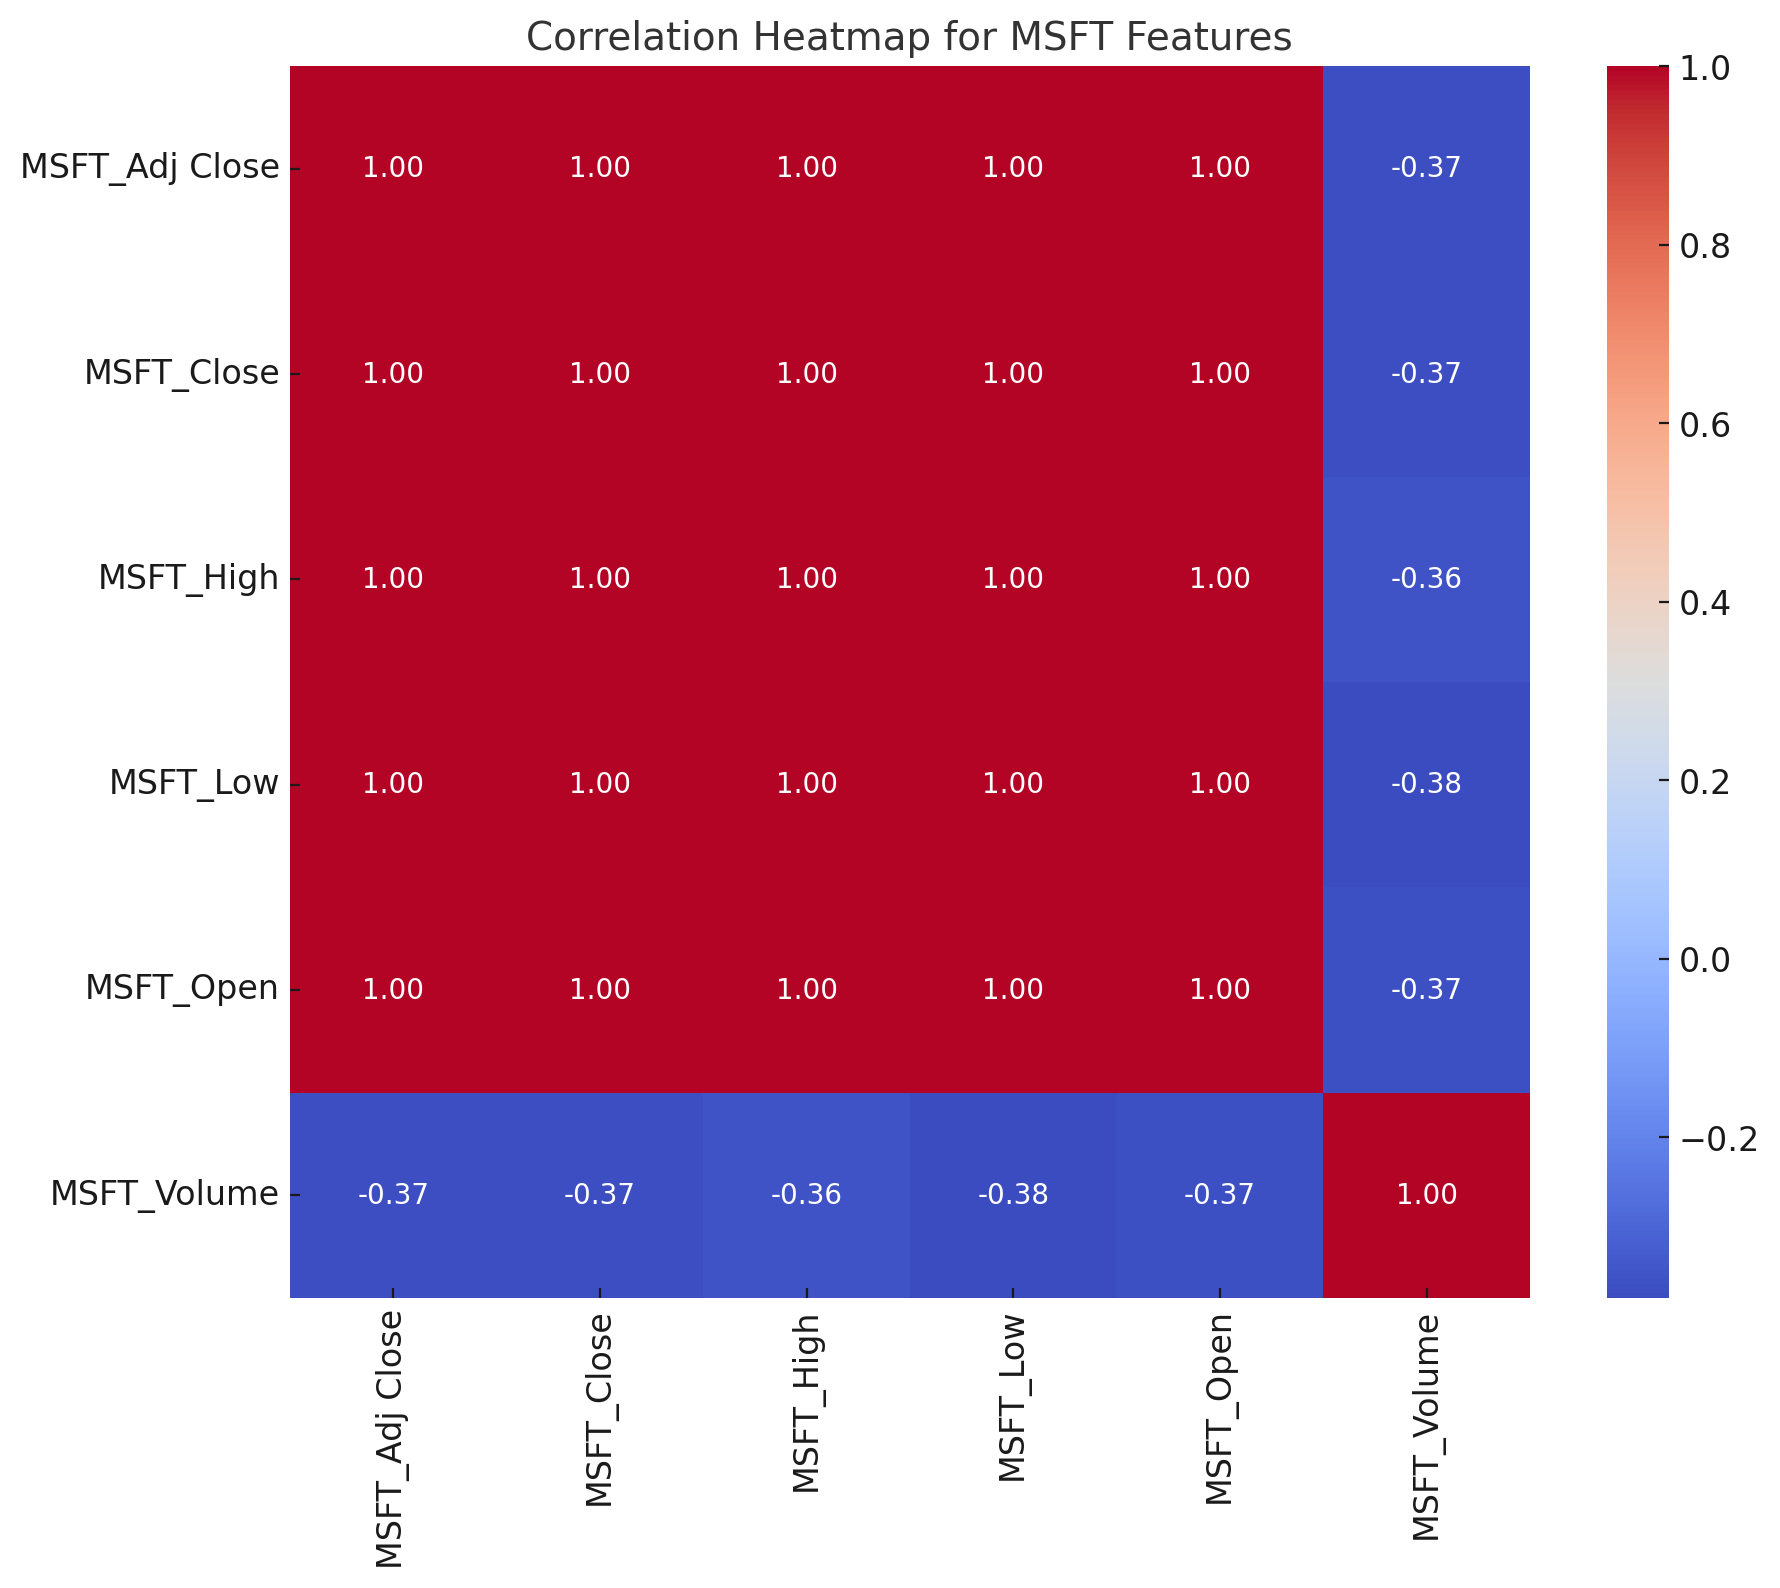 Correlation Heatmap for MSFT Features
MSFT_Adj Close 1.00 1.00 1.00 1.00 1.00 -0.37
MSFT_Close 1.00 1.00 1.00 1.00 1.00 -0.37
MSFT_High 1.00 1.00 1.00 1.00 1.00 -0.36
MSFT_Low 1.00 1.00 1.00 1.00 1.00 -0.38
MSFT_Open 1.00 1.00 1.00 1.00 1.00 -0.37
MSFT_Volume -0.37 -0.37 -0.36 -0.38 -0.37 1.00
MSFT_Adj Close
MSFT_Close
MSFT_High
MSFT_Low
MSFT_Open
MSFT_Volume
1.0
0.8
0.6
0.4
0.2
0.0
−0.2